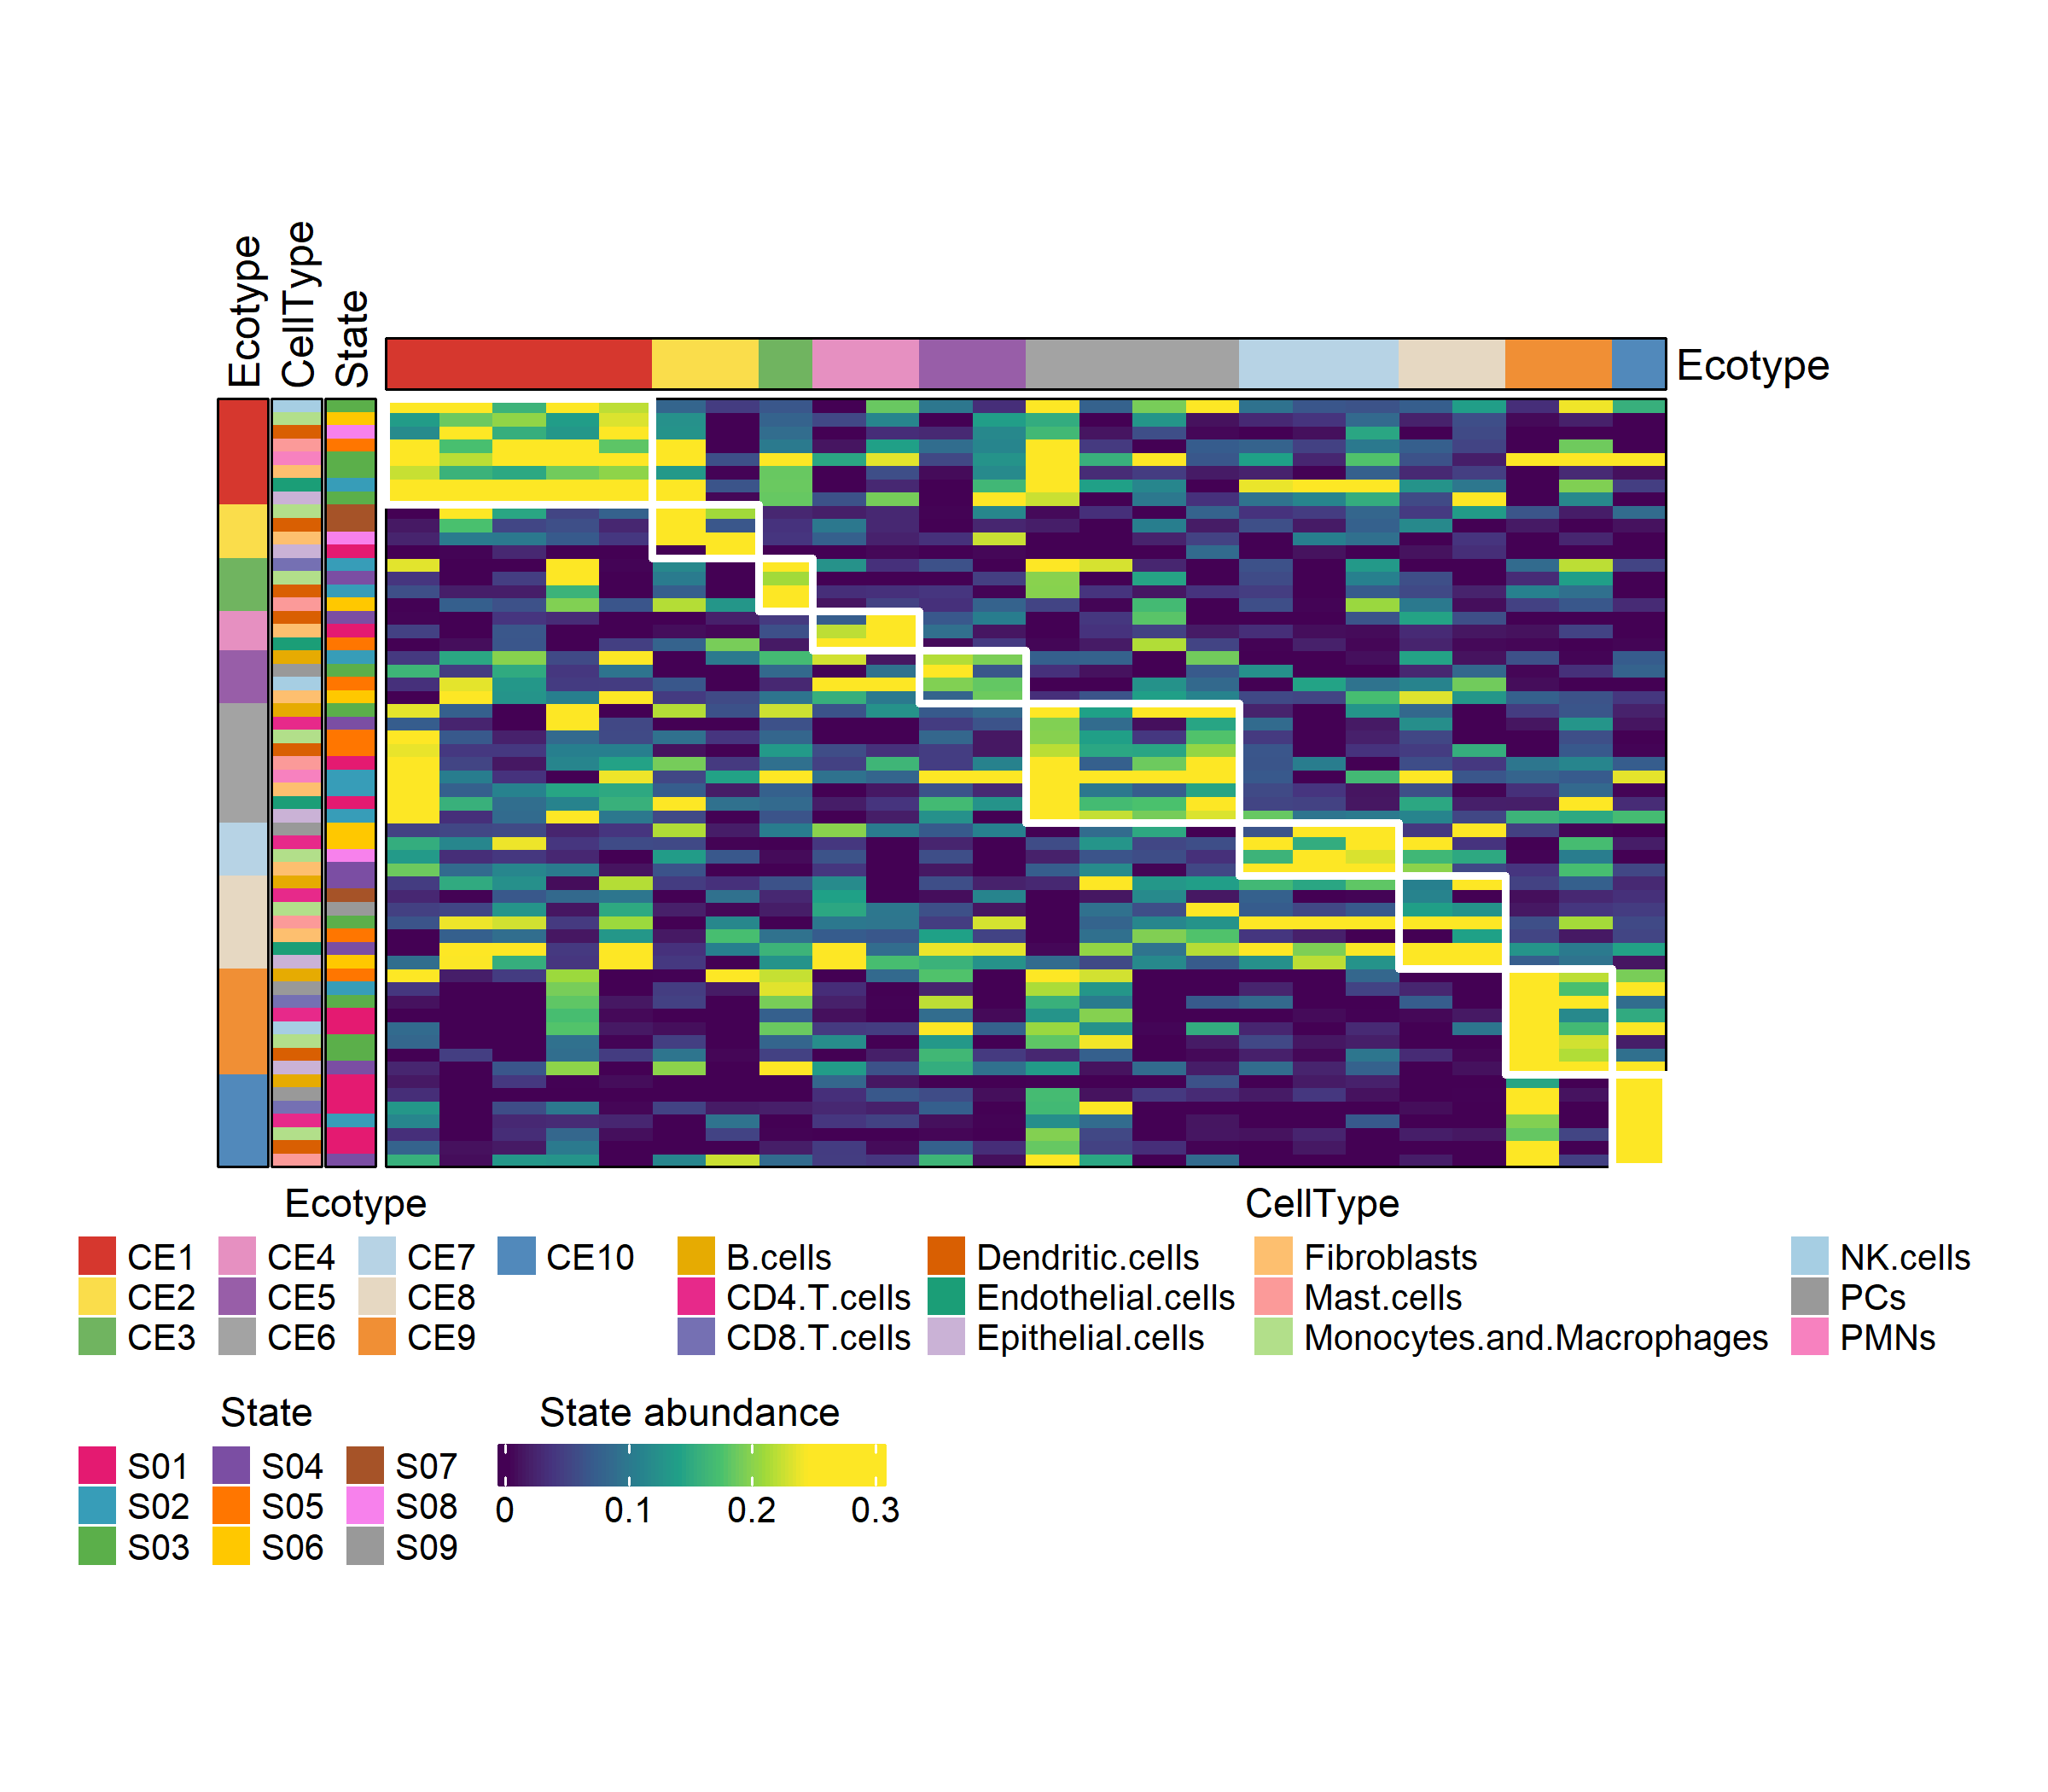 Ecotype
CellType
State
Ecotype
Ecotype
CE1 CE4 CE7 CE10
CE2 CE5 CE8
CE3 CE6 CE9
CellType
B.cells Dendritic.cells Fibroblasts NK.cells
CD4.T.cells Endothelial.cells Mast.cells PCs
CD8.T.cells Epithelial.cells Monocytes.and.Macrophages PMNs
State
S01 S04 S07
S02 S05 S08
S03 S06 S09
State abundance
0 0.1 0.2 0.3